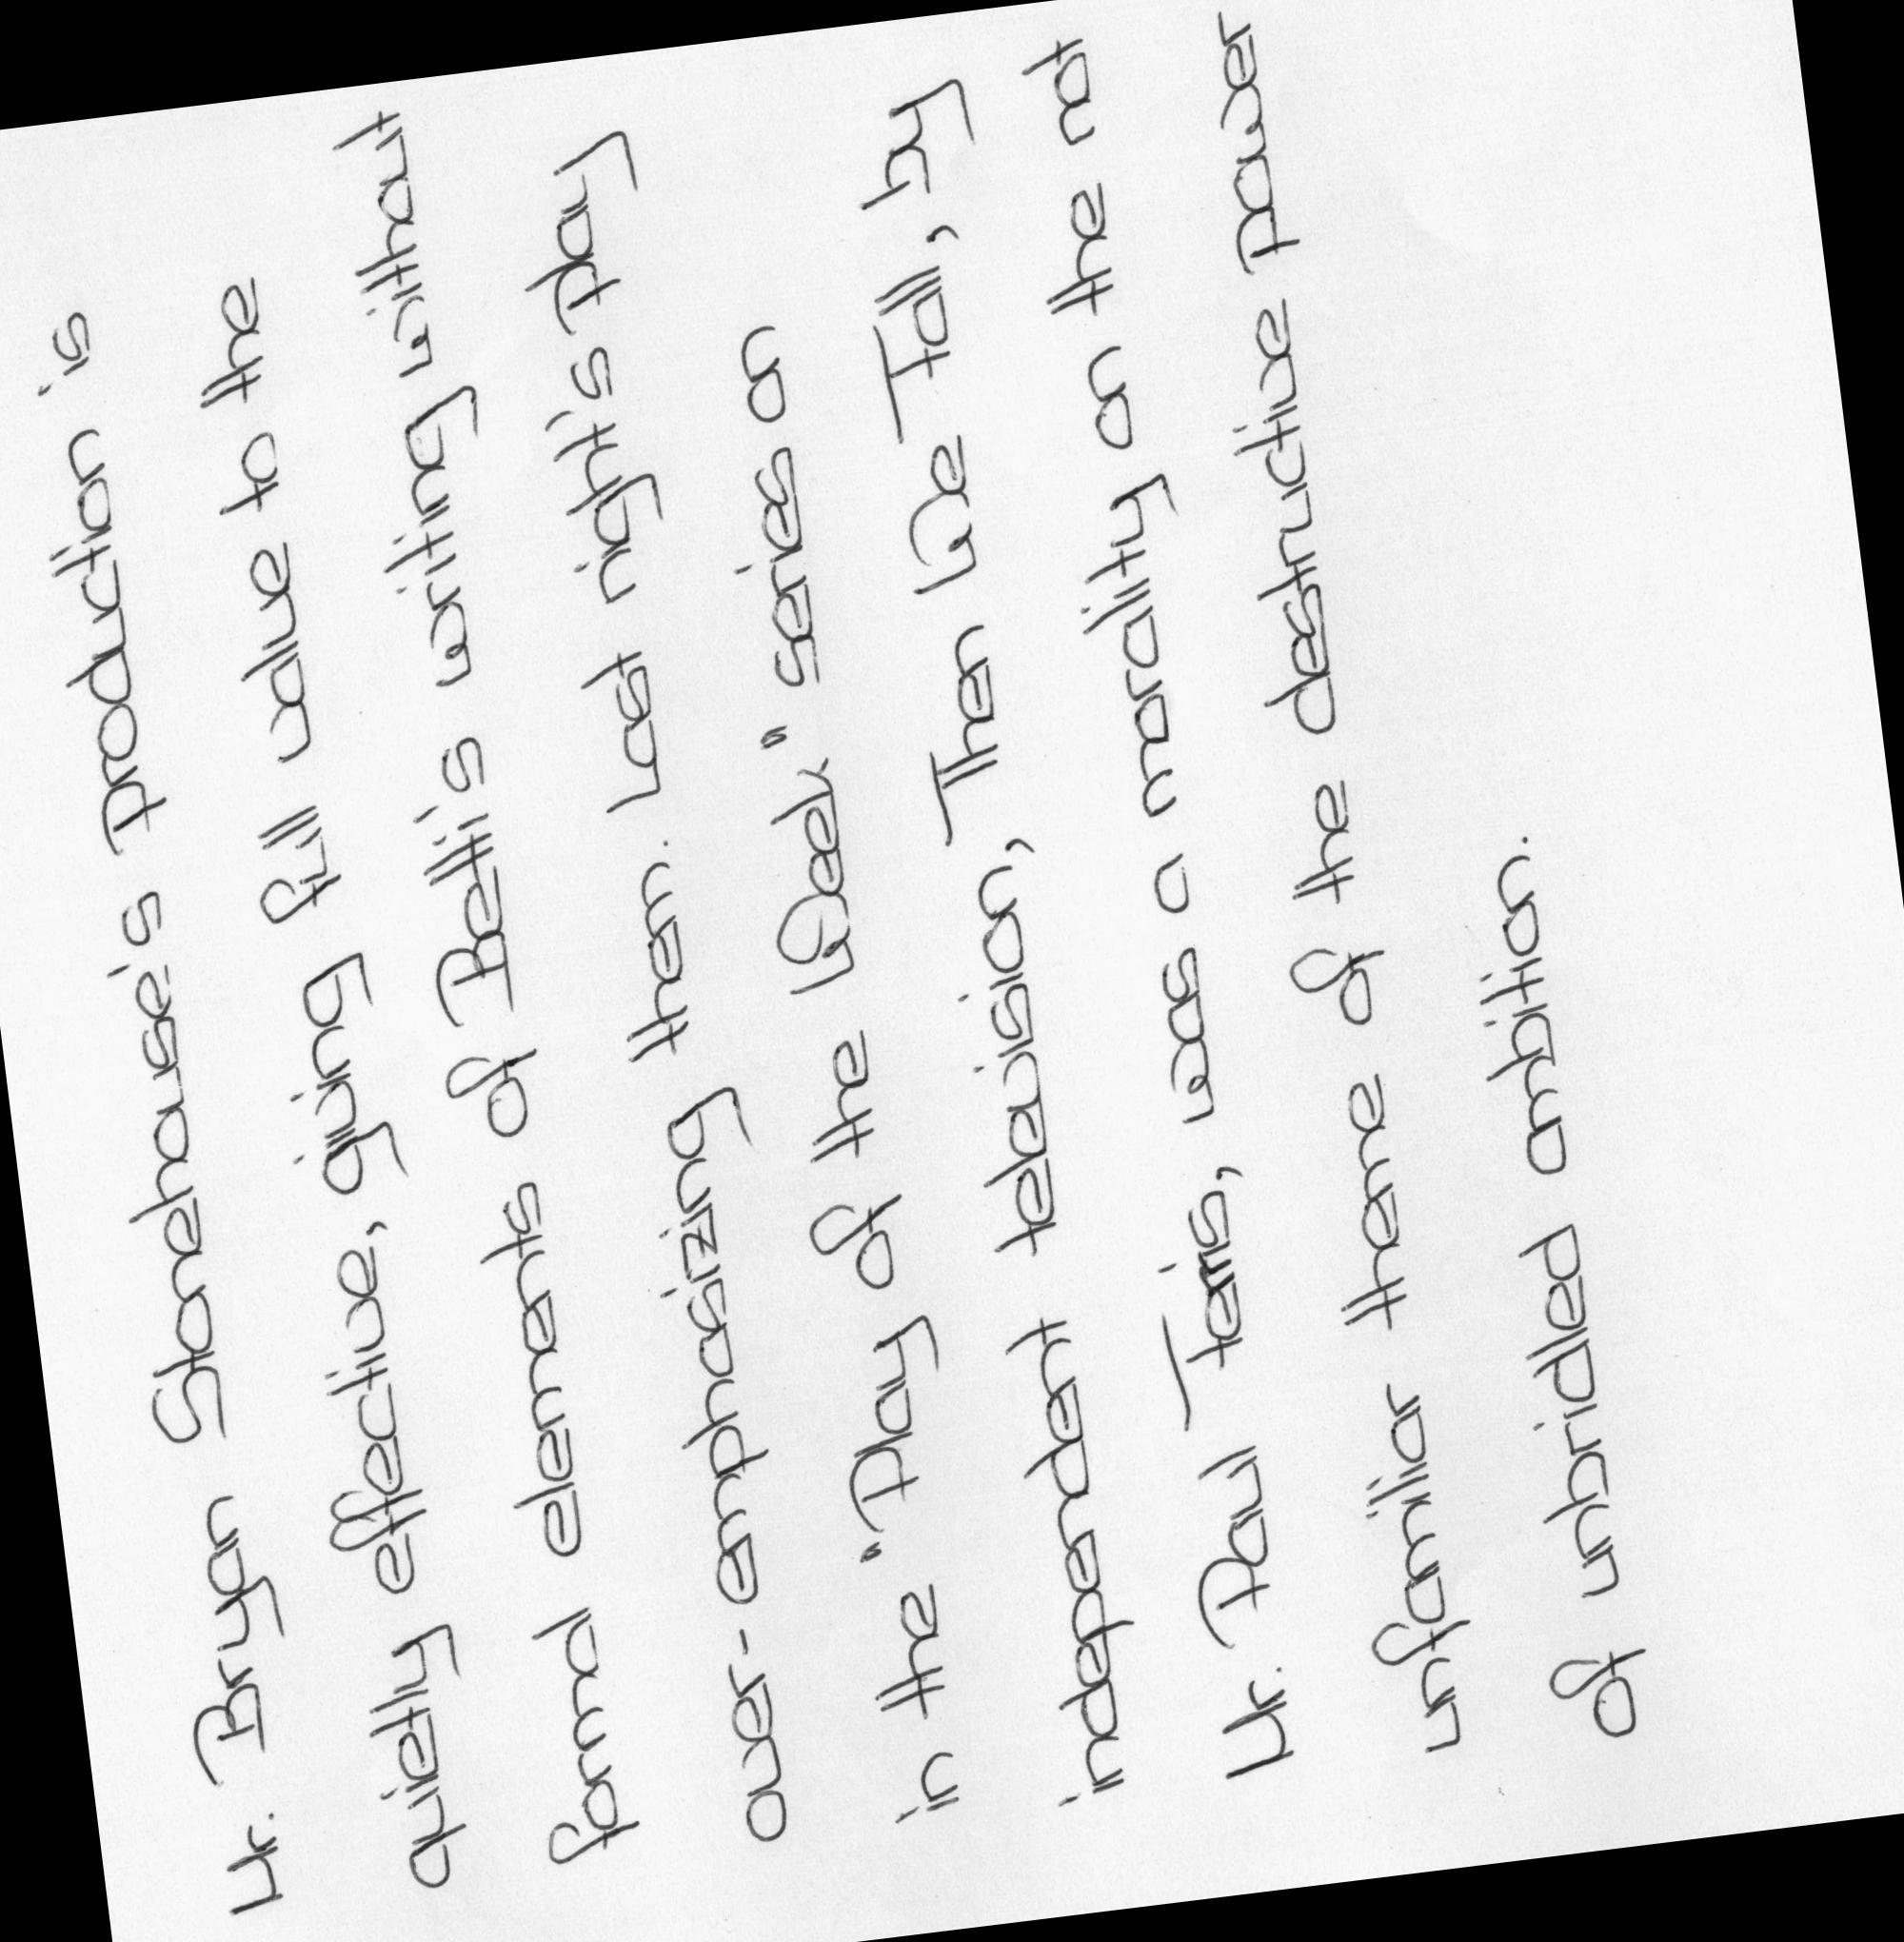 Mr. Bryan Stonehouse's production is
quietly effective, giving full value to the
formal elements of Betti's writing without
over-emphasizing them. Last night's play
in the "Play of the Week" series on
independent television, Then We Fall, by
Mr. Paul Ferris, was a morality on the not
unfamiliar theme of the destructive power
of unbridled ambition.